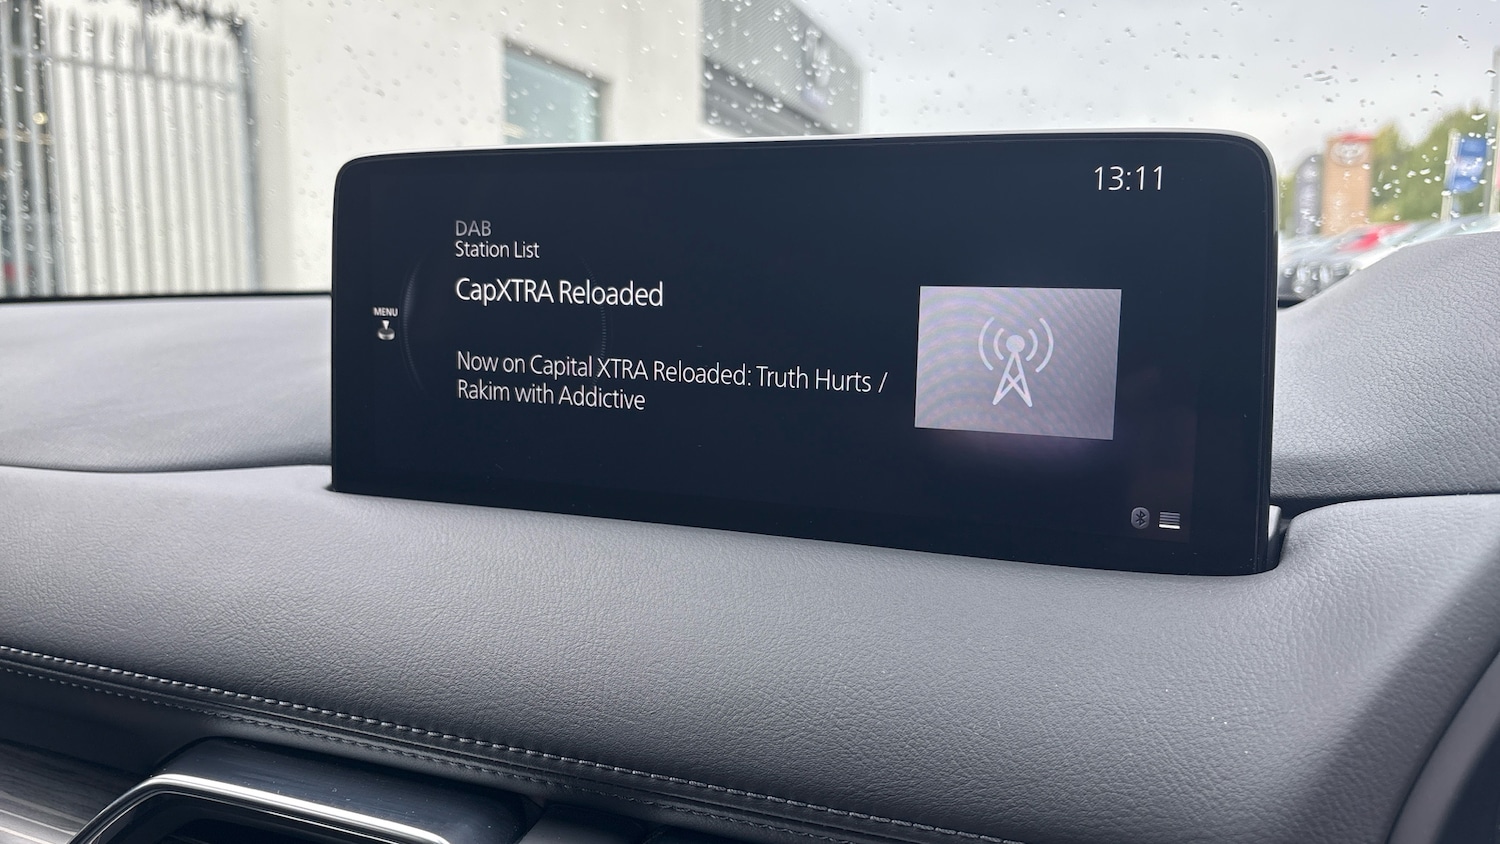 13:11
DAB
Station List
CapXTRA Reloaded
MENU
Now on Capital XTRA Reloaded: Truth Hurts /
Rakim with Addictive